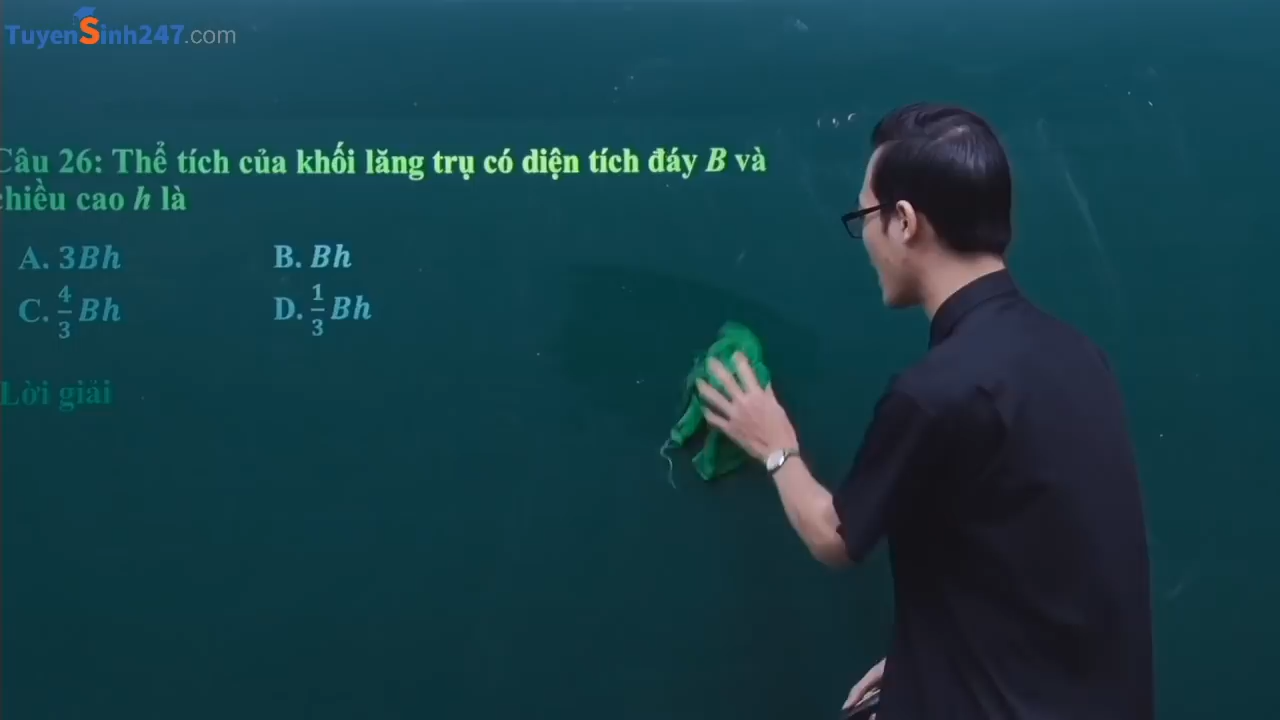 TuyenSinh247.com
Câu 26: Thể tích của khối lăng trụ có diện tích đáy B và
chiều cao h là
A. 3Bh
B. Bh
C. 4/3 Bh
D. 1/3 Bh
Lời giải